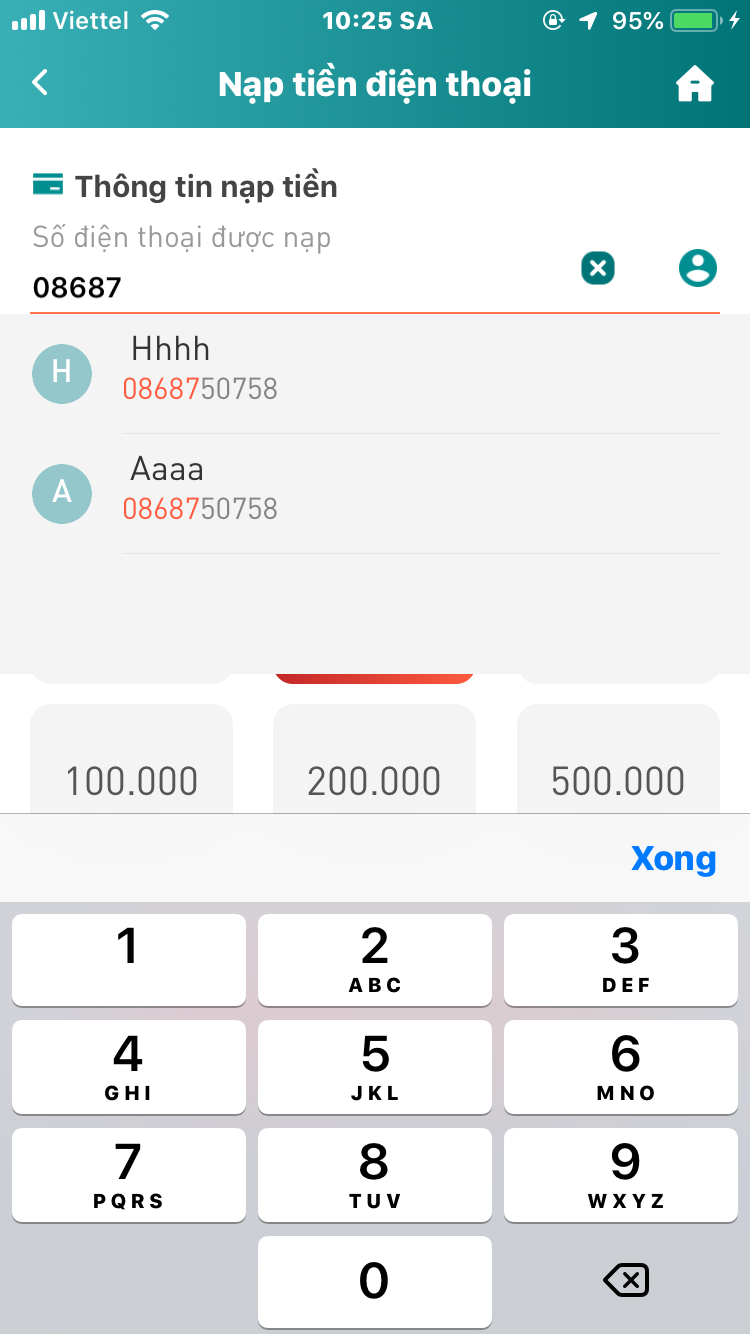 Viettel 10:25 SA 95%
Nạp tiền điện thoại
Thông tin nạp tiền
Số điện thoại được nạp
08687
H Hhhh
0868750758
A Aaaa
0868750758
100.000 200.000 500.000
Xong
1 2 3
ABC DEF
4 5 6
GHI JKL MNO
7 8 9
PQRS TUV WXYZ
0